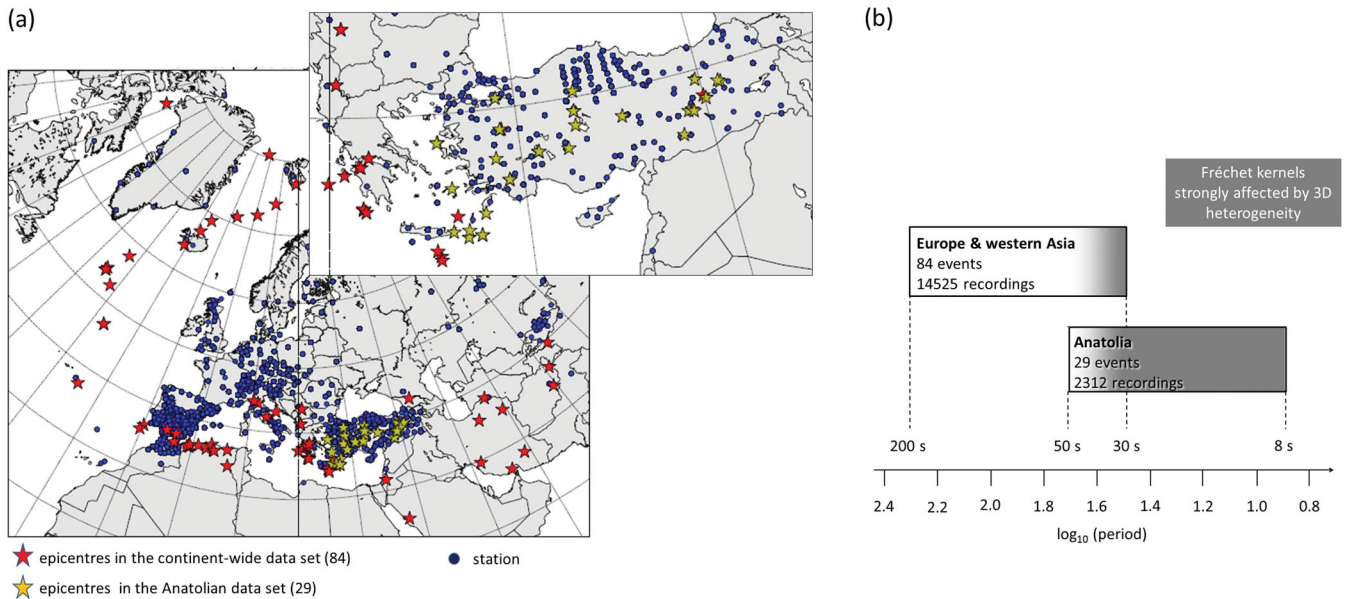 (a)
★ epicentres in the continent-wide data set (84)
● station
★ epicentres in the Anatolian data set (29)
(b)
Fréchet kernels
strongly affected by 3D
heterogeneity
Europe & western Asia
84 events
14525 recordings
Anatolia
29 events
2312 recordings
200 s 50 s 30 s 8 s
2.4 2.2 2.0 1.8 1.6 1.4 1.2 1.0 0.8
log10 (period)